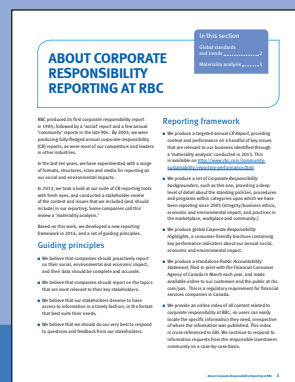 In this section
Global standards
and trends 2
Materiality analysis 3
ABOUT CORPORATE
RESPONSIBILITY
REPORTING AT RBC
RBC produced its first corporate responsibility report
in 1995, followed by a 'social' report and a few annual
'community' reports in the late 90s. By 2003, we were
producing fully-fledged annual corporate responsibility
(CR) reports, as were most of our competitors and leaders
in other industries.
In the last ten years, we have experimented with a range
of formats, structures, sizes and media for reporting on
our social and environmental impacts.
In 2013, we took a look at our suite of CR reporting tools
with fresh eyes, and conducted a stakeholder review
of the content and issues that we included (and should
include) in our reporting. Some companies call this
review a 'materiality analysis.'
Based on this work, we developed a new reporting
framework in 2014, and a set of guiding principles.
Guiding principles
■ We believe that companies should proactively report
on their social, environmental and economic impact,
and their data should be complete and accurate.
■ We believe that companies should report on the topics
that are most relevant to their key stakeholders.
■ We believe that our stakeholders deserve to have
access to information in a timely fashion, in the format
that best suits their needs.
■ We believe that we should do our very best to respond
to questions and feedback from our stakeholders.
Reporting framework
■ We produce a targeted annual CR Report, providing
context and performance on a handful of key issues
that are relevant to our business identified through
a 'materiality analysis' conducted in 2013. This
is available on http://www.rbc.com/community-
sustainability/reporting-performance.html
■ We produce a set of Corporate Responsibility
Backgrounders, such as this one, providing a deep
level of detail about the standing policies, procedures
and programs within categories upon which we have
been reporting since 2003 (integrity/business ethics,
economic and environmental impact, and practices in the
marketplace, workplace and community.)
■ We produce global Corporate Responsibility
Highlights, a consumer-friendly brochure containing
key performance indicators about our annual social,
economic and environmental impact.
■ We produce a standalone Public Accountability
Statement, filed in print with the Financial Consumer
Agency of Canada in March each year, and made
available online to our customers and the public at rbc.
com/pas. This is a regulatory requirement for financial
services companies in Canada.
■ We provide an online index of all content related to
corporate responsibility at RBC, so users can easily
locate the specific information they need, irrespective
of where the information was published. This index
is cross-referenced to GRI. We continue to respond to
information requests from the responsible investment
community on a case-by-case basis.
About Corporate Responsibility Reporting at RBC 1